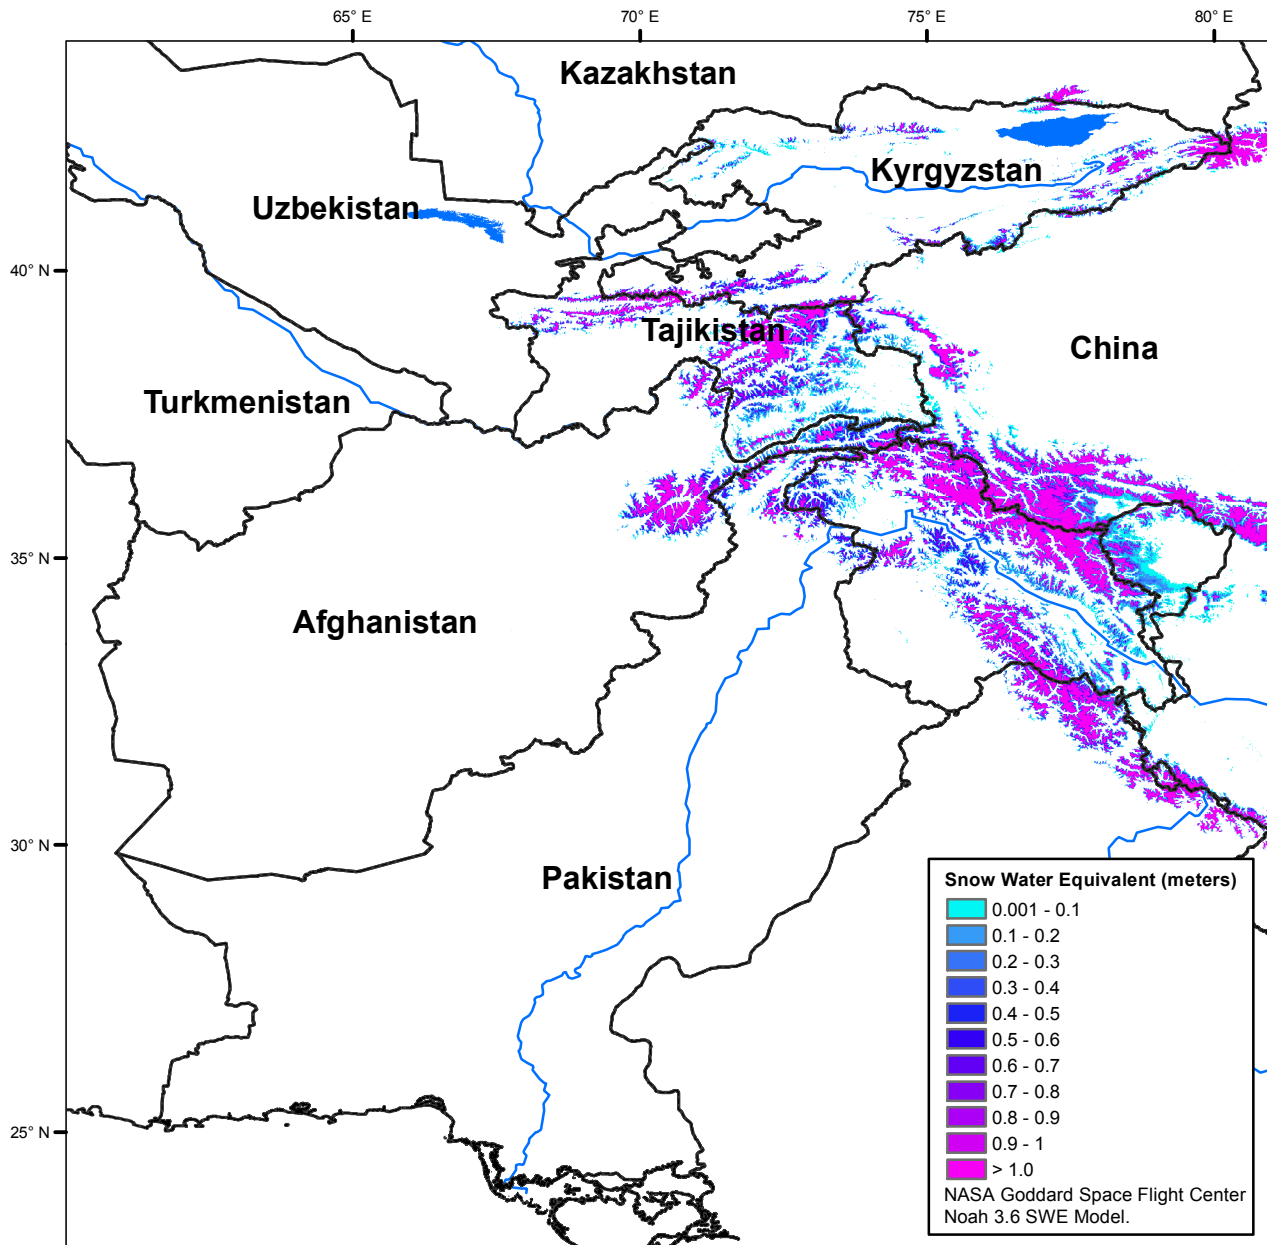 65° E
70° E
75° E
80° E
Kazakhstan
Kyrgyzstan
Uzbekistan
40° N
Tajikistan
China
Turkmenistan
35° N
Afghanistan
30° N
Pakistan
25° N
Snow Water Equivalent (meters)
0.001 - 0.1
0.1 - 0.2
0.2 - 0.3
0.3 - 0.4
0.4 - 0.5
0.5 - 0.6
0.6 - 0.7
0.7 - 0.8
0.8 - 0.9
0.9 - 1
> 1.0
NASA Goddard Space Flight Center
Noah 3.6 SWE Model.